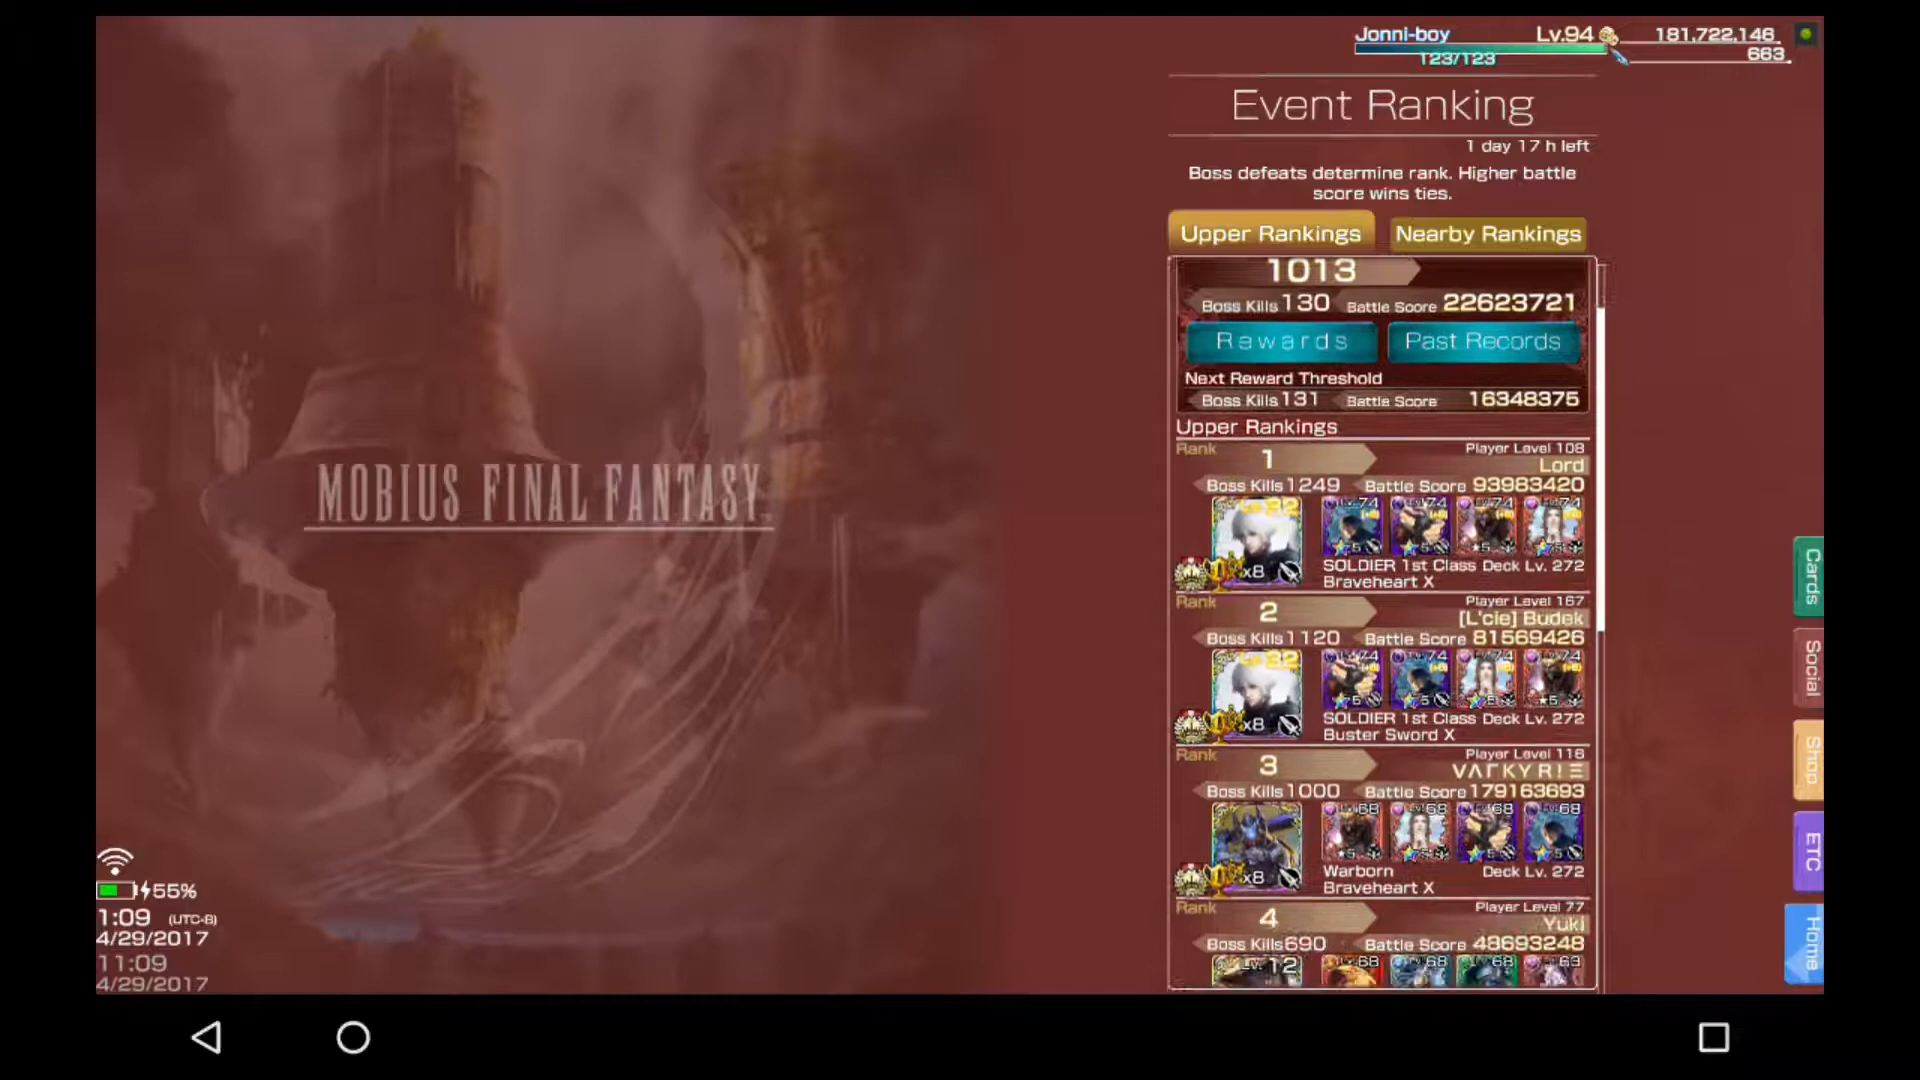 Jonni-boy Lv.94 181,722,146
123/123 663
Event Ranking
1 day 17 h left
Boss defeats determine rank. Higher battle
score wins ties.
Upper Rankings Nearby Rankings
1013
Boss Kills 130 Battle Score 22623721
Rewards Past Records
Next Reward Threshold
Boss Kills 131 Battle Score 16348375
Upper Rankings
Rank 1 Player Level 108
Lord
Boss Kills 1249 Battle Score 93983420
x8
SOLDIER 1st Class Deck Lv. 272
Braveheart X
Rank 2 Player Level 167
[L'cie] Budek
Boss Kills 1120 Battle Score 81569426
x8
SOLDIER 1st Class Deck Lv. 272
Buster Sword X
Rank 3 Player Level 116
VΛΓKYRIΞ
Boss Kills 1000 Battle Score 179163693
x8
Warborn Deck Lv. 272
Braveheart X
Rank 4 Player Level 77
Yuki
Boss Kills 690 Battle Score 48693248
MOBIUS FINAL FANTASY
Cards
Social
Shop
ETC
Home
55%
1:09 (UTC-6)
4/29/2017
11:09
4/29/2017